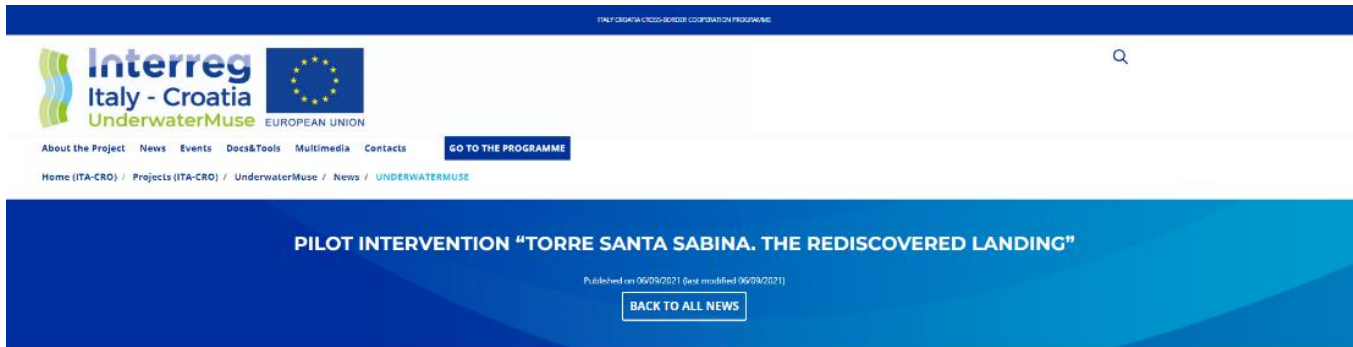 ITALY CROATIA CROSS-BORDER COOPERATION PROGRAMME
Interreg
Italy - Croatia
UnderwaterMuse EUROPEAN UNION
About the Project News Events Docs&Tools Multimedia Contacts GO TO THE PROGRAMME
Home (ITA-CRO) / Projects (ITA-CRO) / UnderwaterMuse / News / UNDERWATERMUSE
PILOT INTERVENTION “TORRE SANTA SABINA. THE REDISCOVERED LANDING”
Published on 06/09/2021 (last modified 06/09/2021)
BACK TO ALL NEWS